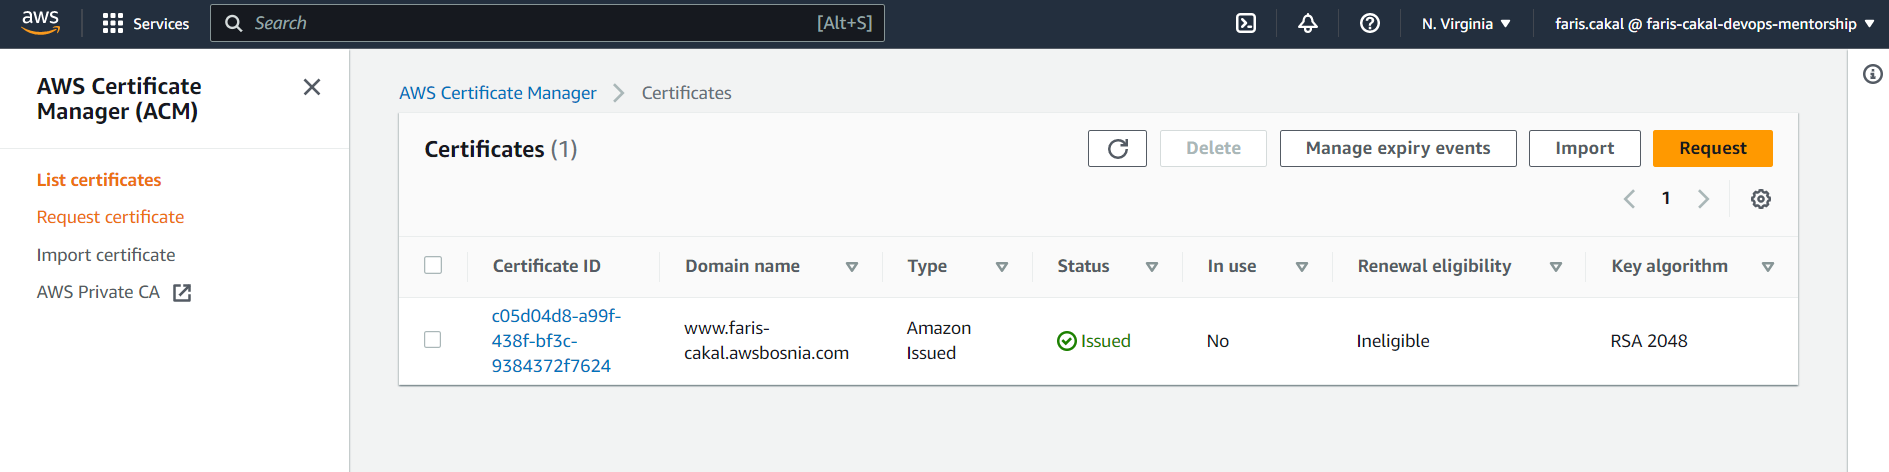 aws
Services
Search
[Alt+S]
N. Virginia
faris.cakal @ faris-cakal-devops-mentorship
AWS Certificate
Manager (ACM)
List certificates
Request certificate
Import certificate
AWS Private CA
AWS Certificate Manager
Certificates
Certificates (1)
Delete
Manage expiry events
Import
Request
1
Certificate ID
Domain name
Type
Status
In use
Renewal eligibility
Key algorithm
c05d04d8-a99f-
438f-bf3c-
9384372f7624
www.faris-
cakal.awsbosnia.com
Amazon
Issued
Issued
No
Ineligible
RSA 2048